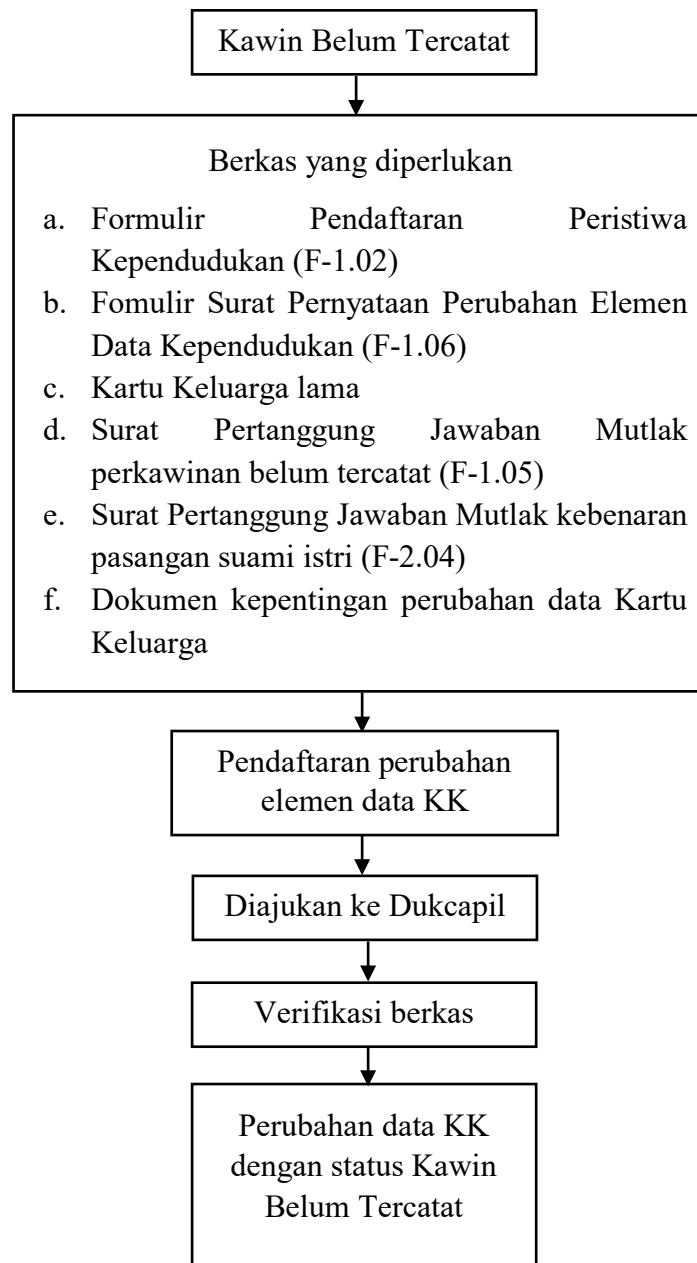 Kawin Belum Tercatat
Berkas yang diperlukan
a. Formulir Pendaftaran Peristiwa
Kependudukan (F-1.02)
b. Fomulir Surat Pernyataan Perubahan Elemen
Data Kependudukan (F-1.06)
c. Kartu Keluarga lama
d. Surat Pertanggung Jawaban Mutlak
perkawinan belum tercatat (F-1.05)
e. Surat Pertanggung Jawaban Mutlak kebenaran
pasangan suami istri (F-2.04)
f. Dokumen kepentingan perubahan data Kartu
Keluarga
Pendaftaran perubahan
elemen data KK
Diajukan ke Dukcapil
Verifikasi berkas
Perubahan data KK
dengan status Kawin
Belum Tercatat